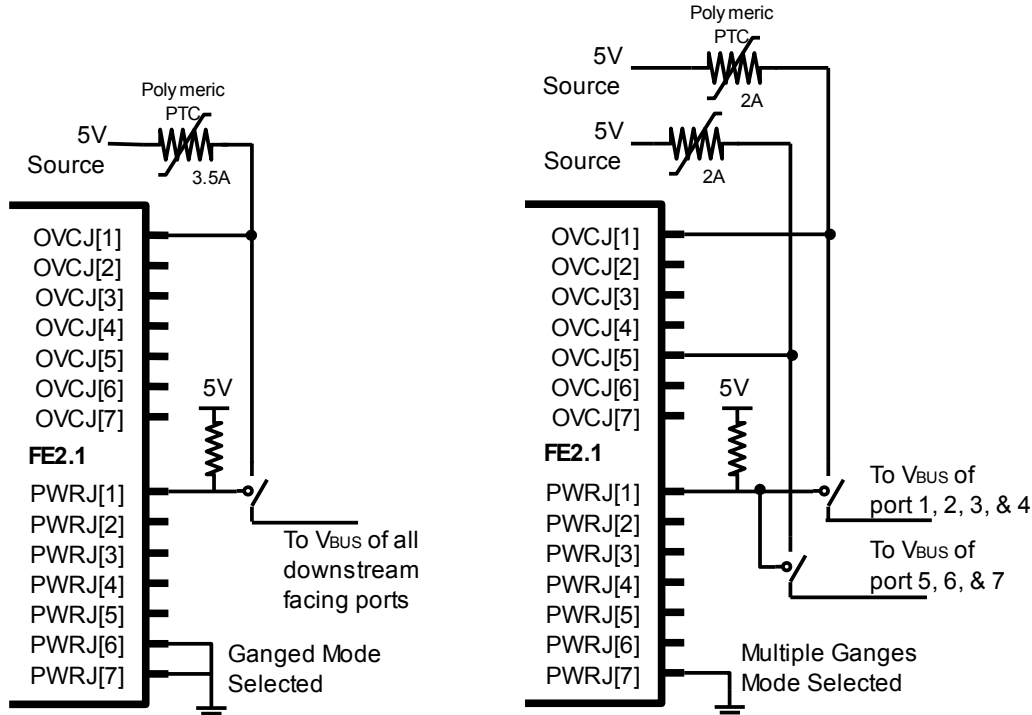 Polymeric
PTC
5V
Source
3.5A
OVCJ[1]
OVCJ[2]
OVCJ[3]
OVCJ[4]
OVCJ[5]
OVCJ[6]
OVCJ[7]
5V
FE2.1
PWRJ[1]
PWRJ[2]
PWRJ[3]
PWRJ[4]
PWRJ[5]
PWRJ[6]
PWRJ[7]
To VBUS of all
downstream
facing ports
Ganged Mode
Selected
Polymeric
PTC
5V
Source
2A
5V
Source
2A
OVCJ[1]
OVCJ[2]
OVCJ[3]
OVCJ[4]
OVCJ[5]
OVCJ[6]
OVCJ[7]
5V
FE2.1
PWRJ[1]
PWRJ[2]
PWRJ[3]
PWRJ[4]
PWRJ[5]
PWRJ[6]
PWRJ[7]
To VBUS of
port 1, 2, 3, & 4
To VBUS of
port 5, 6, & 7
Multiple Ganges
Mode Selected